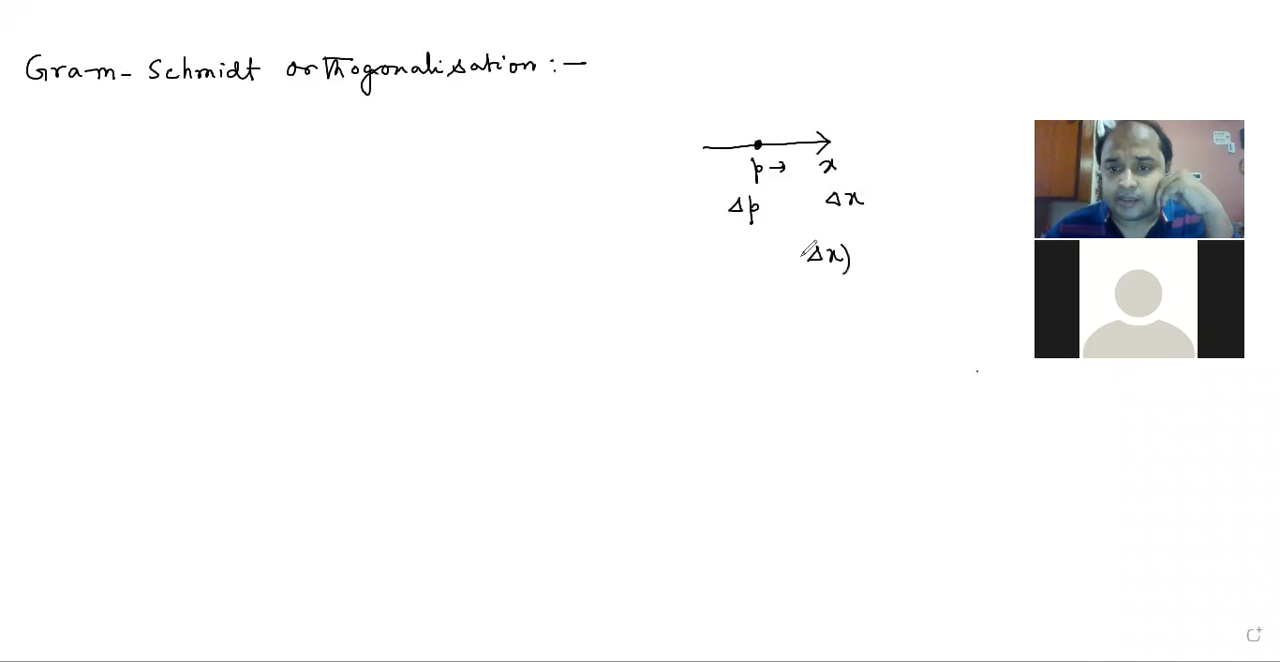 Gram-Schmidt orthogonalisation :-
p → x
Δp Δx
Δx)